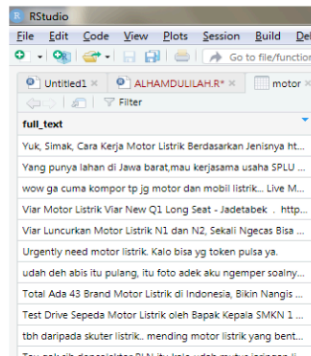 RStudio
File Edit Code View Plots Session Build De
Go to file/function
Untitled1 × ALHAMDULILAH.R* × motor ×
Filter
full_text
Yuk, Simak, Cara Kerja Motor Listrik Berdasarkan Jenisnya ht...
Yang punya lahan di Jawa barat,mau kerjasama usaha SPLU ...
wow ga cuma kompor tp jg motor dan mobil listrik... Live M...
Viar Motor Listrik Viar New Q1 Long Seat - Jadetabek . http...
Viar Luncurkan Motor Listrik N1 dan N2, Sekali Ngecas Bisa ...
Urgently need motor listrik. Kalo bisa yg token pulsa ya.
udah deh abis itu pulang, itu foto adek aku ngemper soalny...
Total Ada 43 Brand Motor Listrik di Indonesia, Bikin Nangis ...
Test Drive Sepeda Motor Listrik oleh Bapak Kepala SMKN 1 ...
tbh daripada skuter listrik.. mending motor listrik yang bent...